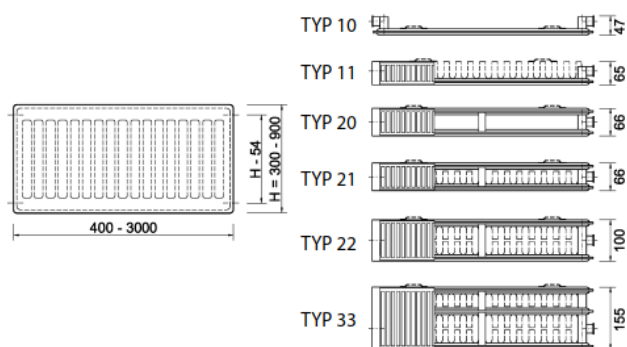 TYP 10
47
TYP 11
65
TYP 20
66
TYP 21
66
TYP 22
100
TYP 33
155
H - 54
H = 300 - 900
400 - 3000